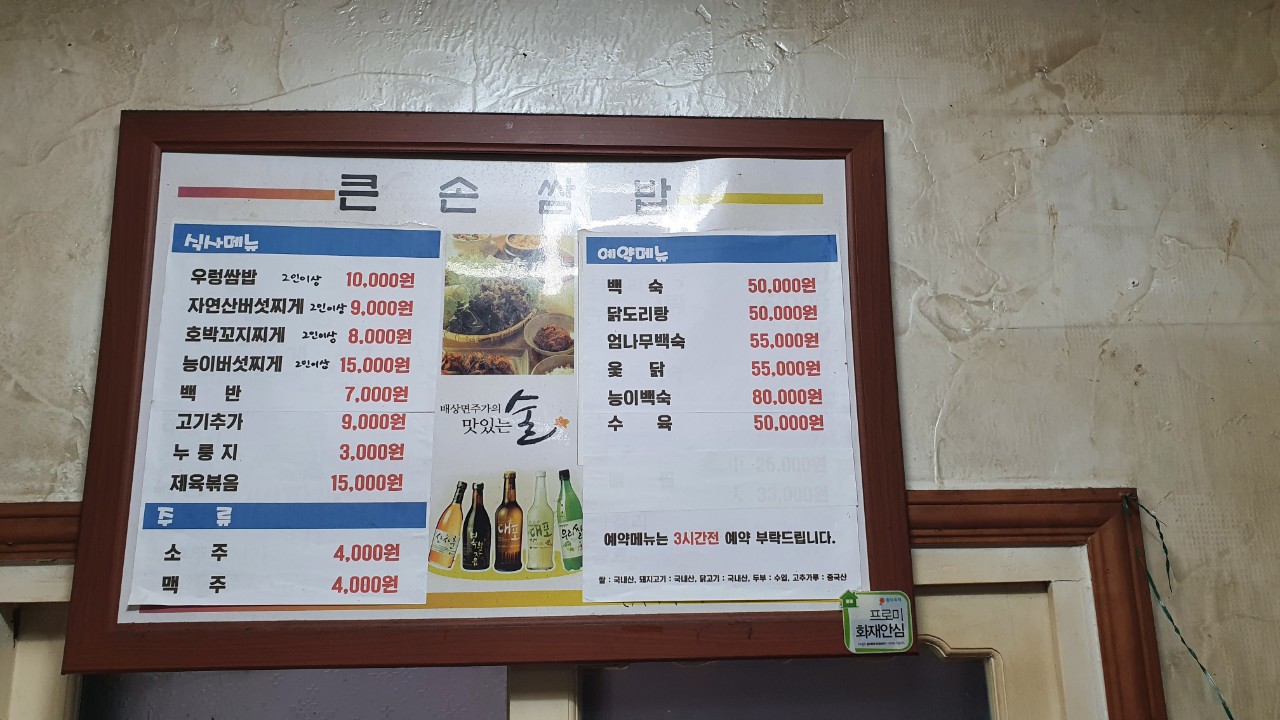 큰 손 쌈 밥
식사메뉴
우렁쌈밥 2인이상 10,000원
자연산버섯찌게 2인이상 9,000원
호박꼬지찌게 2인이상 8,000원
능이버섯찌게 2인이상 15,000원
백 반 7,000원
고기추가 9,000원
누 룽 지 3,000원
제육볶음 15,000원
주 류
소 주 4,000원
맥 주 4,000원
배상면주가의
맛있는 술
대포
대포
우리쌀
예약메뉴
백 숙 50,000원
닭도리랑 50,000원
엄나무백숙 55,000원
옻 닭 55,000원
능이백숙 80,000원
수 육 50,000원
예약메뉴는 3시간전 예약 부락드립니다.
쌀 : 국내산, 돼지고기 : 국내산, 닭고기 : 국내산, 두부 : 수입, 고추가루 : 중국산
프로미
화재안심